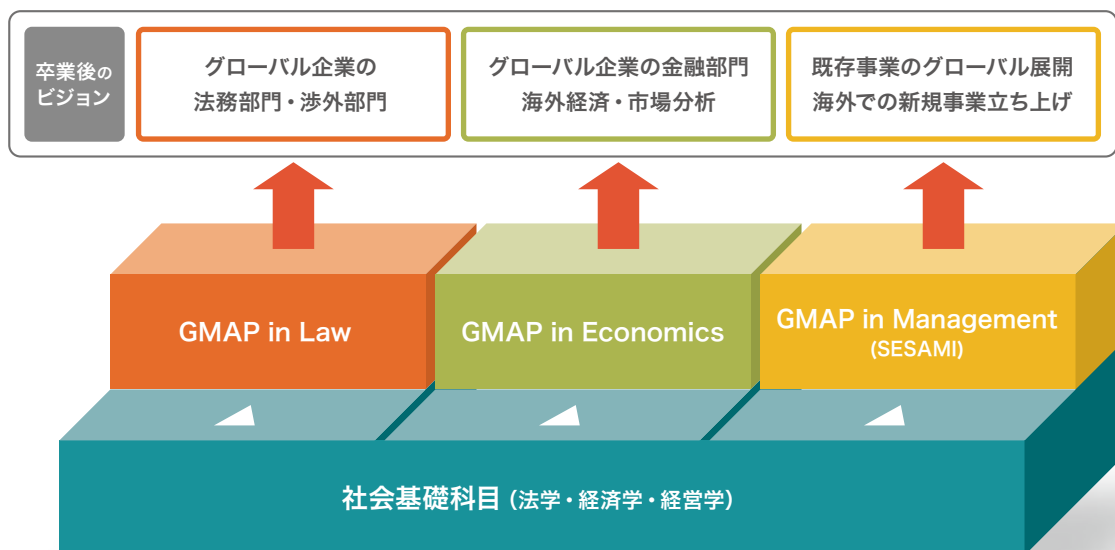 卒業後の
ビジョン
グローバル企業の
法務部門・渉外部門
グローバル企業の金融部門
海外経済・市場分析
既存事業のグローバル展開
海外での新規事業立ち上げ
GMAP in Law
GMAP in Economics
GMAP in Management
(SESAMI)
社会基礎科目(法学・経済学・経営学)